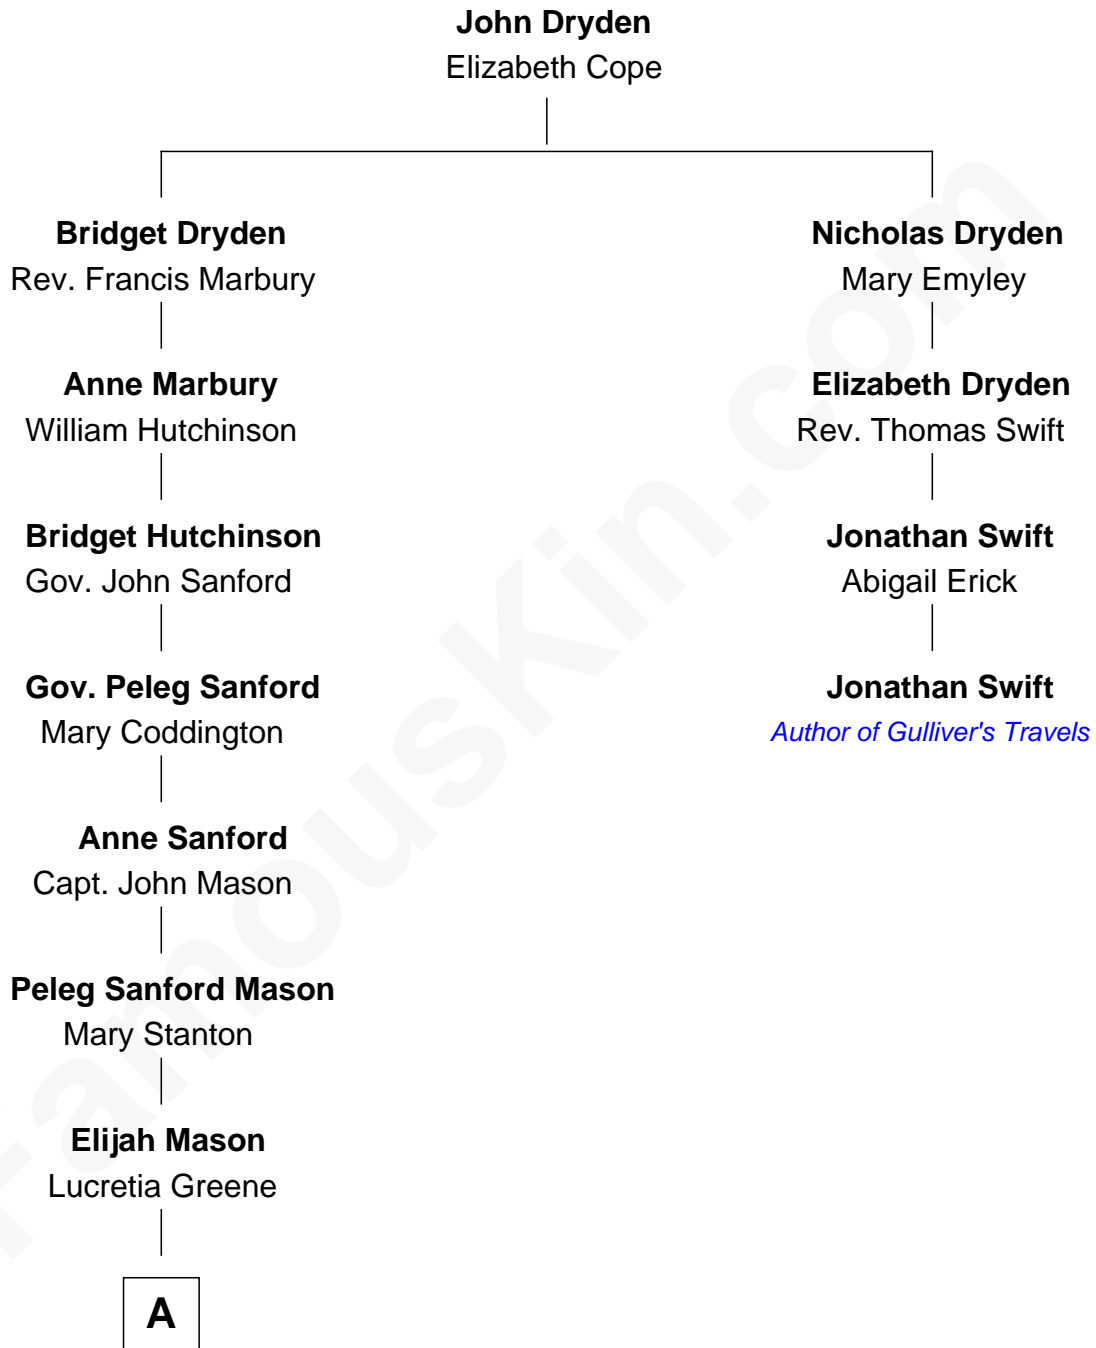 John Dryden
Elizabeth Cope
Bridget Dryden
Rev. Francis Marbury
Nicholas Dryden
Mary Emyley
Anne Marbury
William Hutchinson
Elizabeth Dryden
Rev. Thomas Swift
Bridget Hutchinson
Gov. John Sanford
Jonathan Swift
Abigail Erick
Gov. Peleg Sanford
Mary Coddington
Jonathan Swift
Author of Gulliver's Travels
Anne Sanford
Capt. John Mason
Peleg Sanford Mason
Mary Stanton
Elijah Mason
Lucretia Greene
A
FamousKin.com